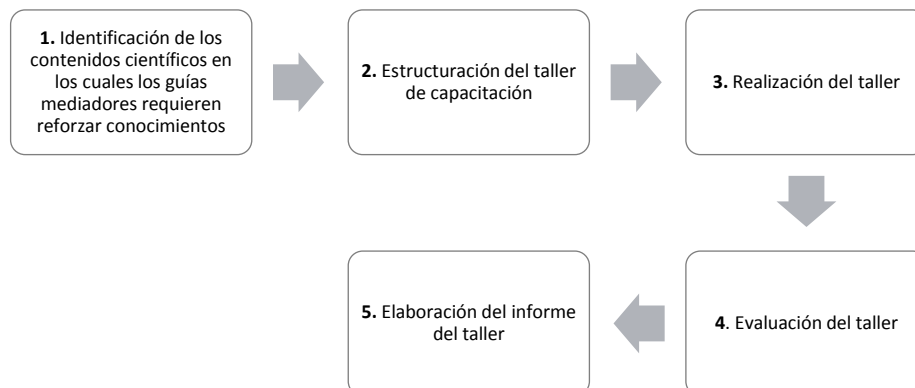 1. Identificación de los
contenidos científicos en
los cuales los guías
mediadores requieren
reforzar conocimientos
2. Estructuración del taller
de capacitación
3. Realización del taller
4. Evaluación del taller
5. Elaboración del informe
del taller